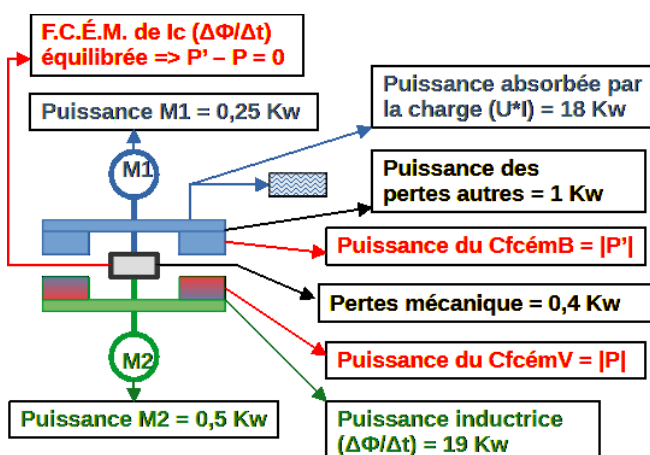 F.C.É.M. de Ic (ΔΦ/Δt)
équilibrée => P’ – P = 0
Puissance M1 = 0,25 Kw
Puissance absorbée par
la charge (U*I) = 18 Kw
M1
Puissance des
pertes autres = 1 Kw
Puissance du CfcémB = |P’|
Pertes mécanique = 0,4 Kw
M2
Puissance du CfcémV = |P|
Puissance M2 = 0,5 Kw
Puissance inductrice
(ΔΦ/Δt) = 19 Kw